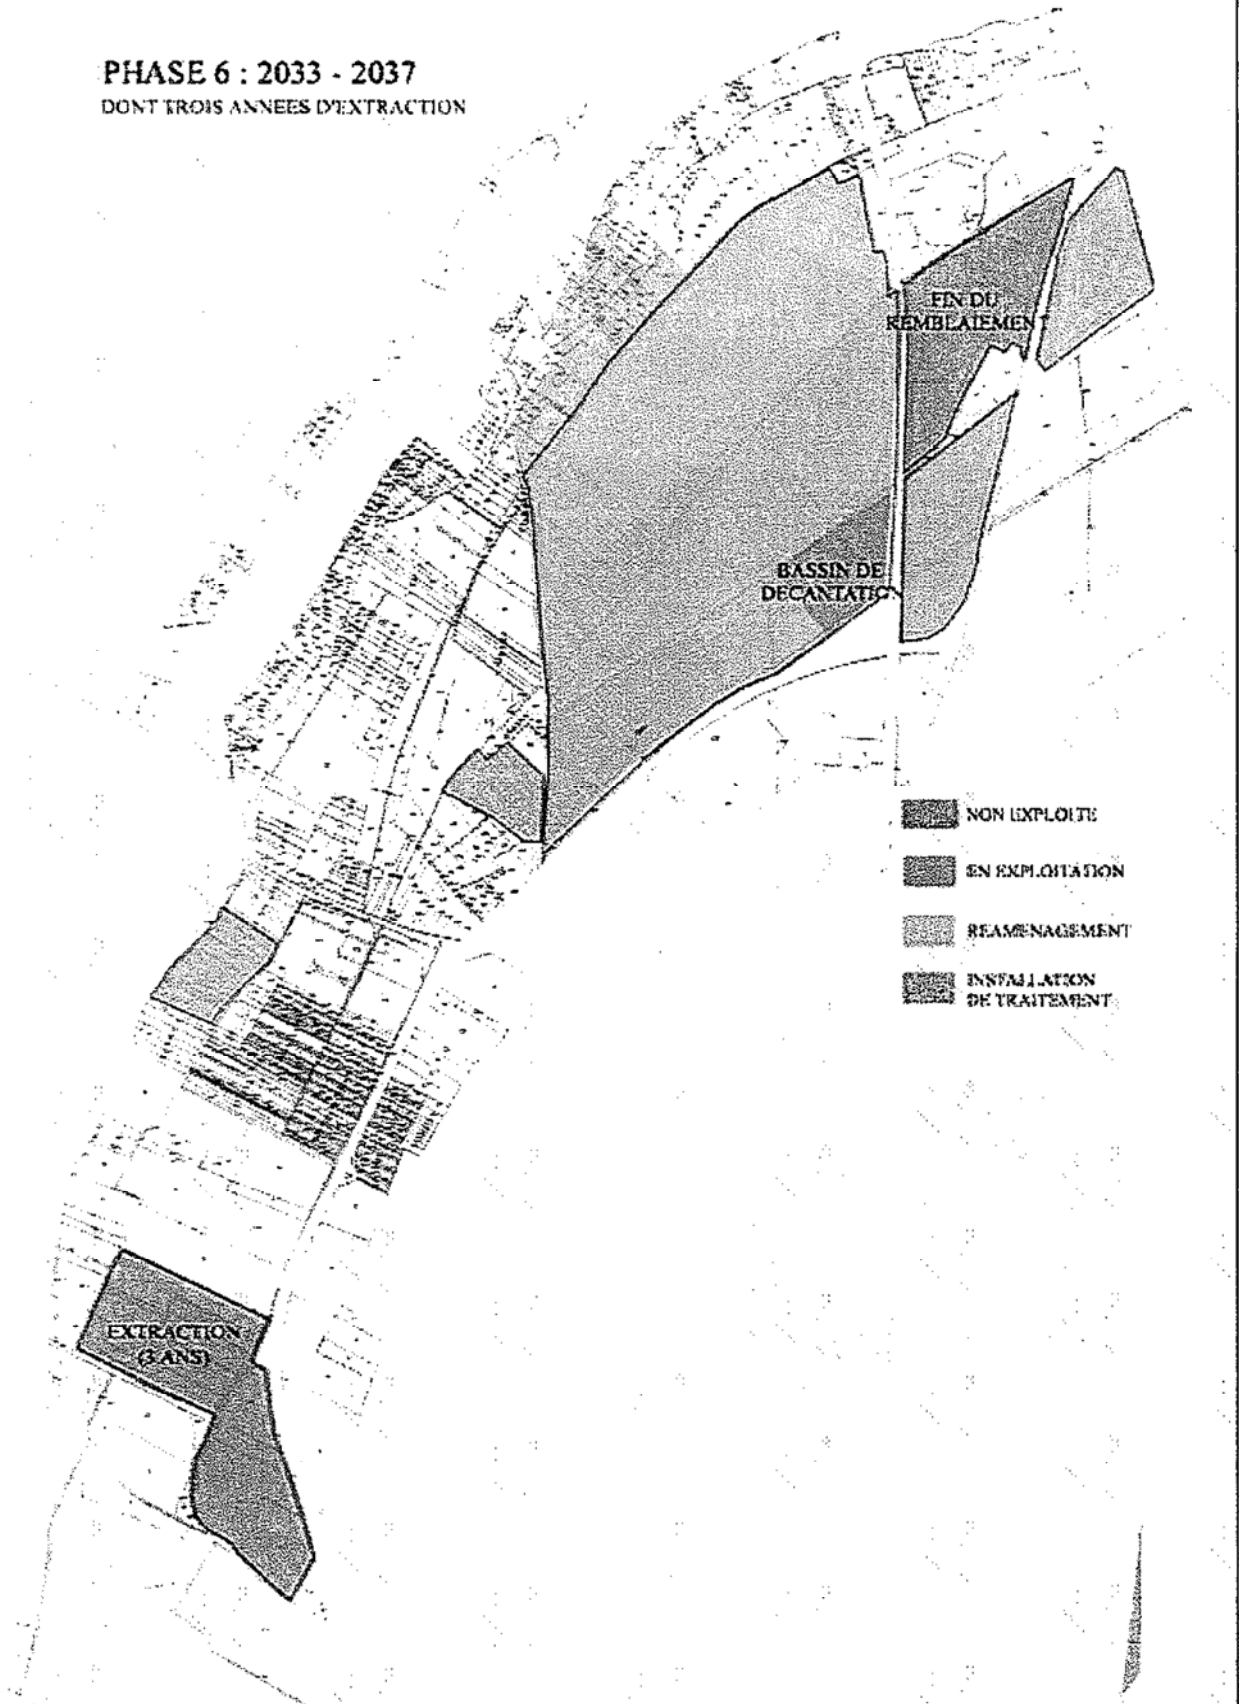 PHASE 6 : 2033 - 2037
DONT TROIS ANNEES D'EXTRACTION
FIN DU
REMBLAIEMEN
BASSIN DE
DECANTATIO
NON EXPLOITE
EN EXPLOITATION
REAMENAGEMENT
INSTALLATION
DE TRAITEMENT
EXTRACTION
(3 ANS)